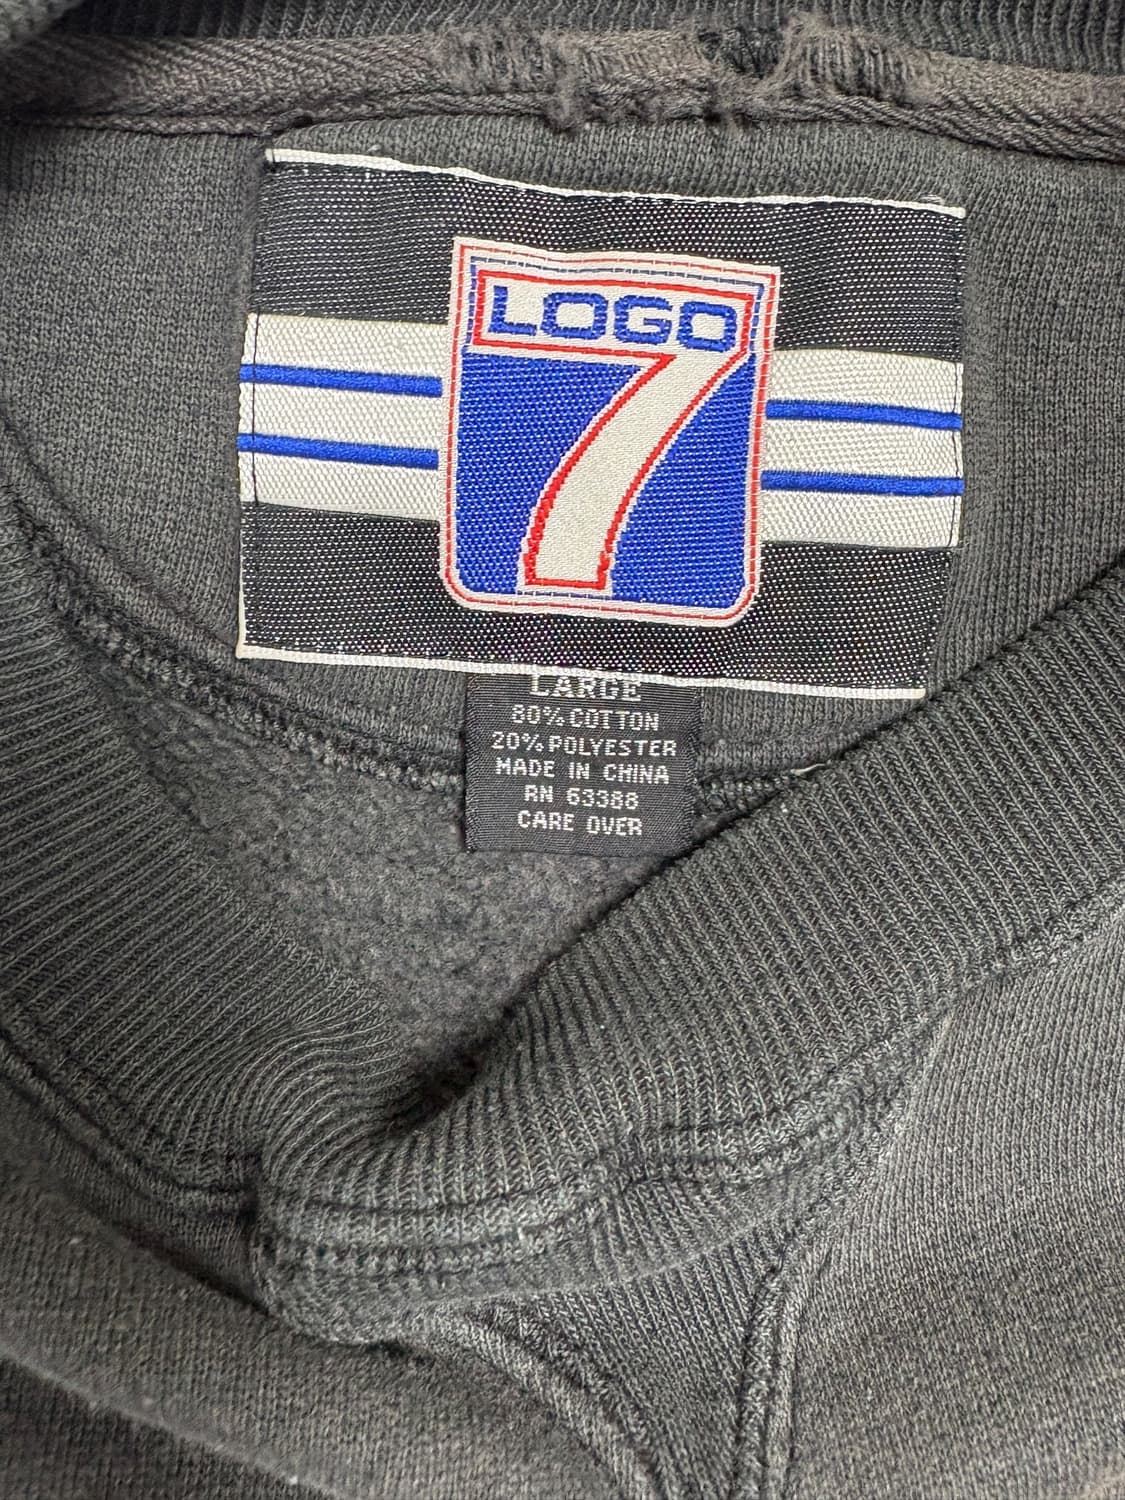 LOGO
7
LARGE
80% COTTON
20% POLYESTER
MADE IN CHINA
RN 63388
CARE OVER